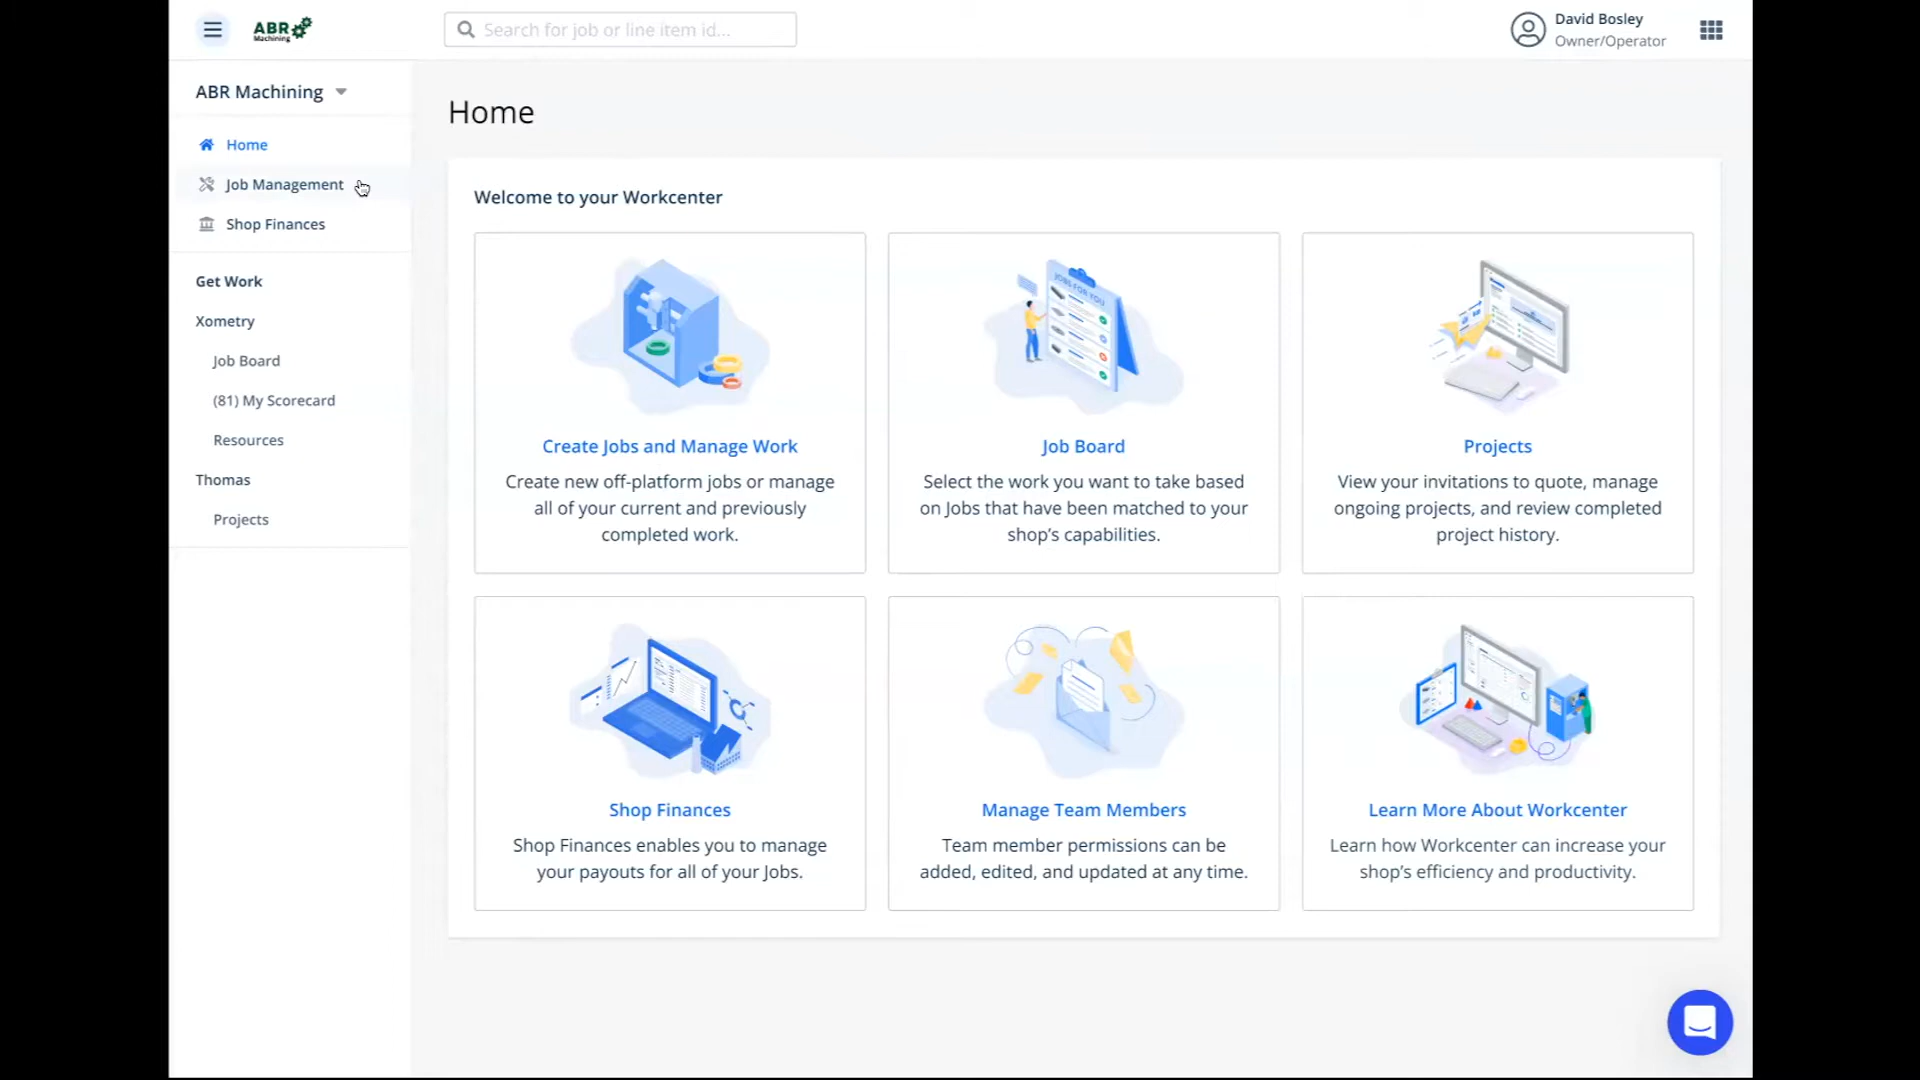 ABR
Machining
Search for job or line item id...
David Bosley
Owner/Operator
ABR Machining
Home
Job Management
Shop Finances
Get Work
Xometry
Job Board
(81) My Scorecard
Resources
Thomas
Projects
Home
Welcome to your Workcenter
JOBS FOR YOU
Create Jobs and Manage Work
Create new off-platform jobs or manage
all of your current and previously
completed work.
Job Board
Select the work you want to take based
on Jobs that have been matched to your
shop’s capabilities.
Projects
View your invitations to quote, manage
ongoing projects, and review completed
project history.
Shop Finances
Shop Finances enables you to manage
your payouts for all of your Jobs.
Manage Team Members
Team member permissions can be
added, edited, and updated at any time.
Learn More About Workcenter
Learn how Workcenter can increase your
shop’s efficiency and productivity.